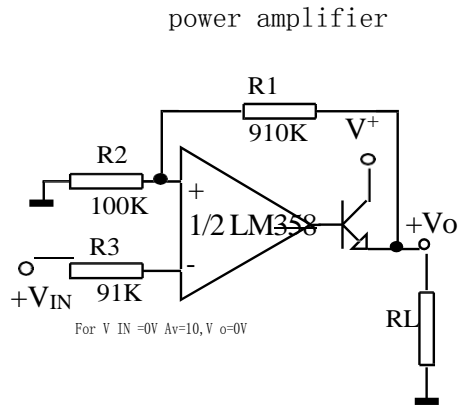 power amplifier
R1
910K
V+
R2
+
100K
1/2 LM358
+Vo
R3
-
+VIN
91K
RL
For V IN =0V Av=10,V o=0V